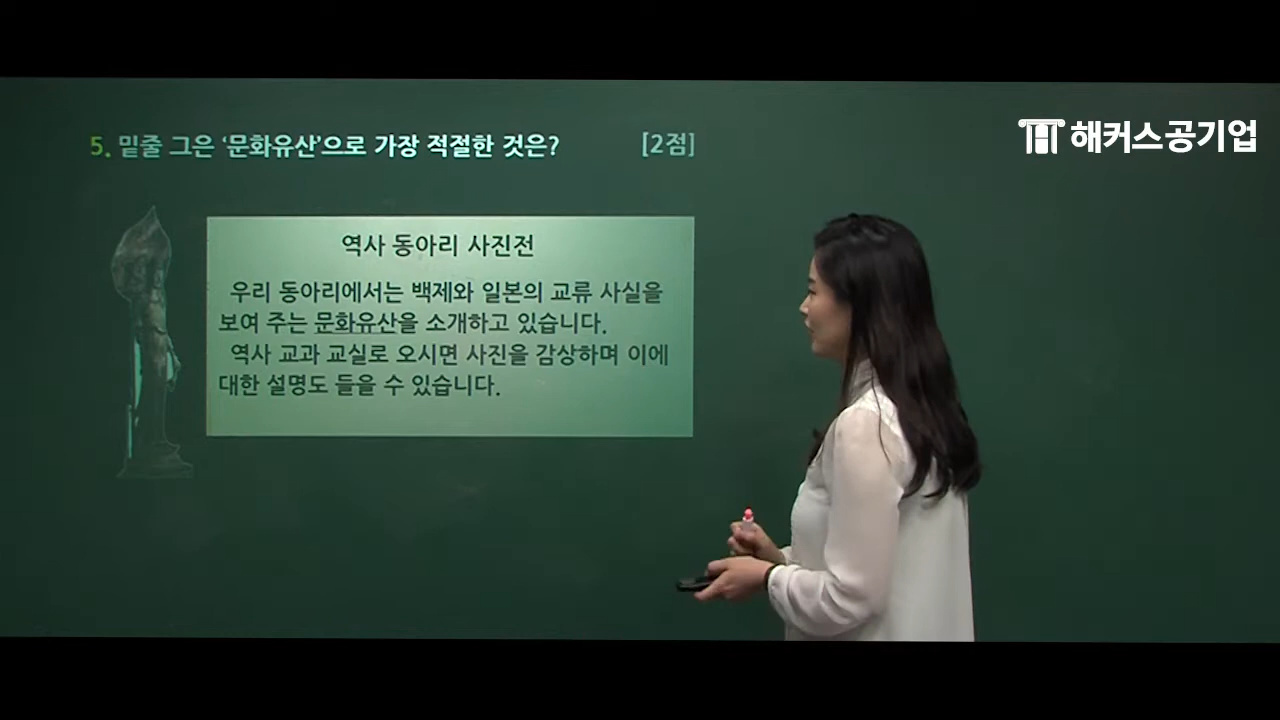 5. 밑줄 그은 ‘문화유산’으로 가장 적절한 것은? [2점]
해커스공기업
역사 동아리 사진전
우리 동아리에서는 백제와 일본의 교류 사실을
보여 주는 문화유산을 소개하고 있습니다.
역사 교과 교실로 오시면 사진을 감상하며 이에
대한 설명도 들을 수 있습니다.